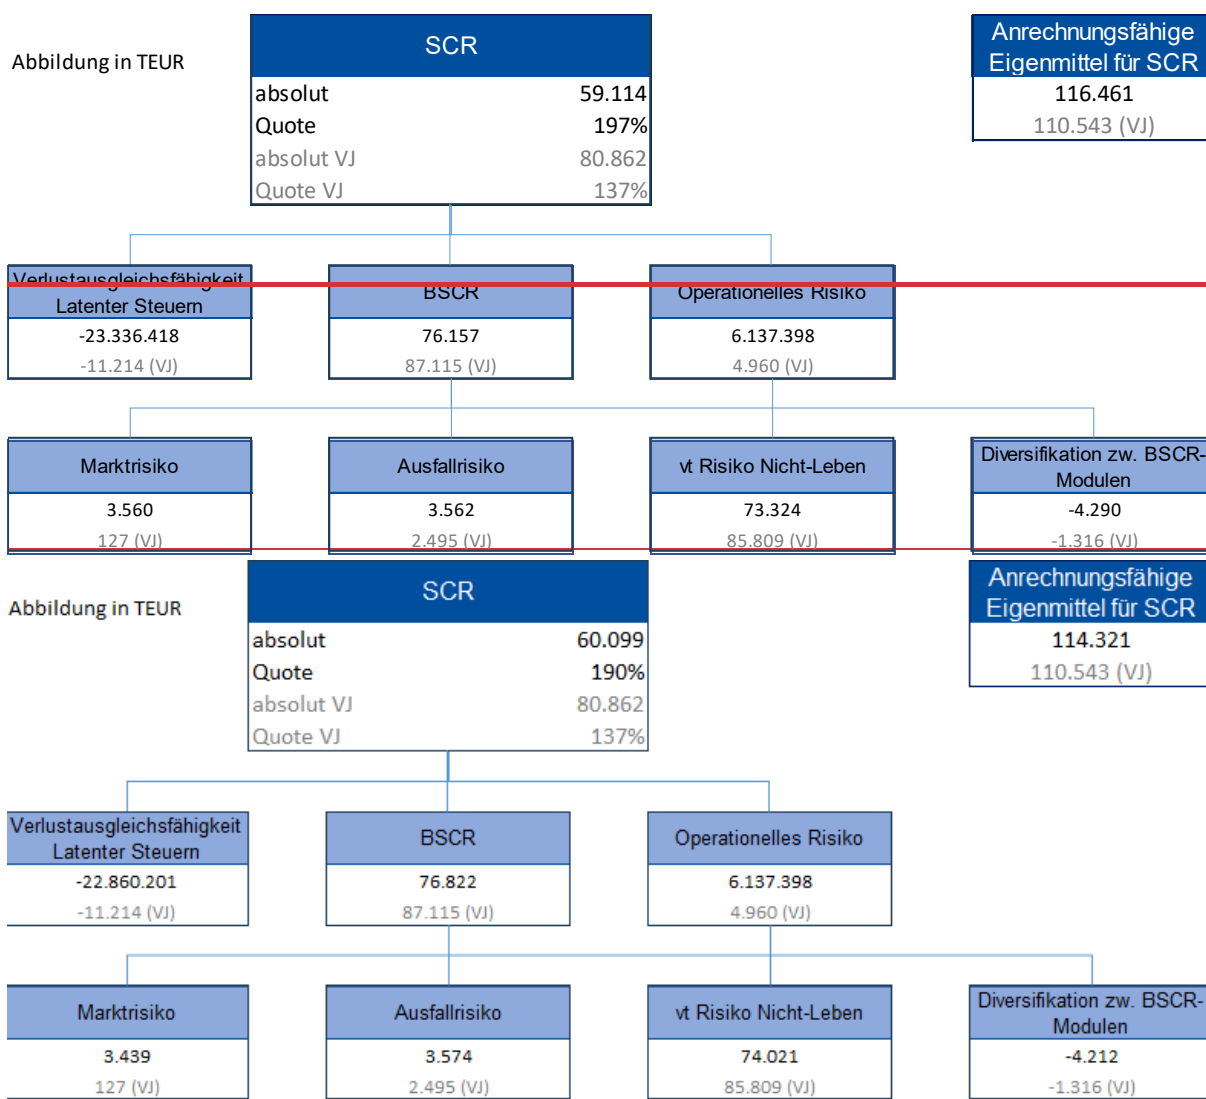 Abbildung in TEUR
SCR
absolut 59.114
Quote 197%
absolut VJ 80.862
Quote VJ 137%
Anrechnungsfähige
Eigenmittel für SCR
116.461
110.543 (VJ)
Verlustausgleichsfähigkeit
Latenter Steuern
-23.336.418
-11.214 (VJ)
BSCR
76.157
87.115 (VJ)
Operationelles Risiko
6.137.398
4.960 (VJ)
Marktrisiko
3.560
127 (VJ)
Ausfallrisiko
3.562
2.495 (VJ)
vt Risiko Nicht-Leben
73.324
85.809 (VJ)
Diversifikation zw. BSCR-
Modulen
-4.290
-1.316 (VJ)
Abbildung in TEUR
SCR
absolut 60.099
Quote 190%
absolut VJ 80.862
Quote VJ 137%
Anrechnungsfähige
Eigenmittel für SCR
114.321
110.543 (VJ)
Verlustausgleichsfähigkeit
Latenter Steuern
-22.860.201
-11.214 (VJ)
BSCR
76.822
87.115 (VJ)
Operationelles Risiko
6.137.398
4.960 (VJ)
Marktrisiko
3.439
127 (VJ)
Ausfallrisiko
3.574
2.495 (VJ)
vt Risiko Nicht-Leben
74.021
85.809 (VJ)
Diversifikation zw. BSCR-
Modulen
-4.212
-1.316 (VJ)